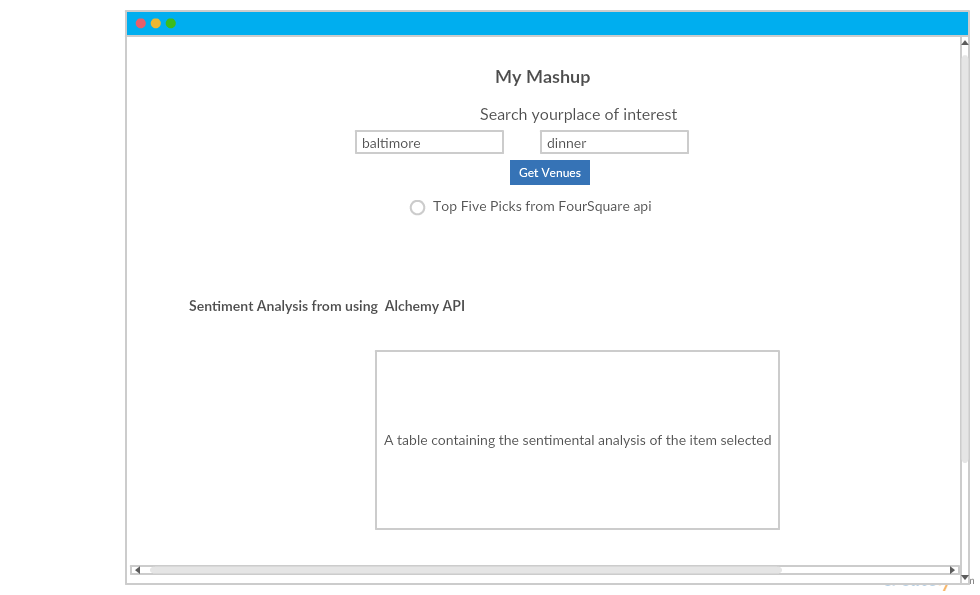 My Mashup
Search yourplace of interest
baltimore
dinner
Get Venues
Top Five Picks from FourSquare api
Sentiment Analysis from using  Alchemy API
A table containing the sentimental analysis of the item selected